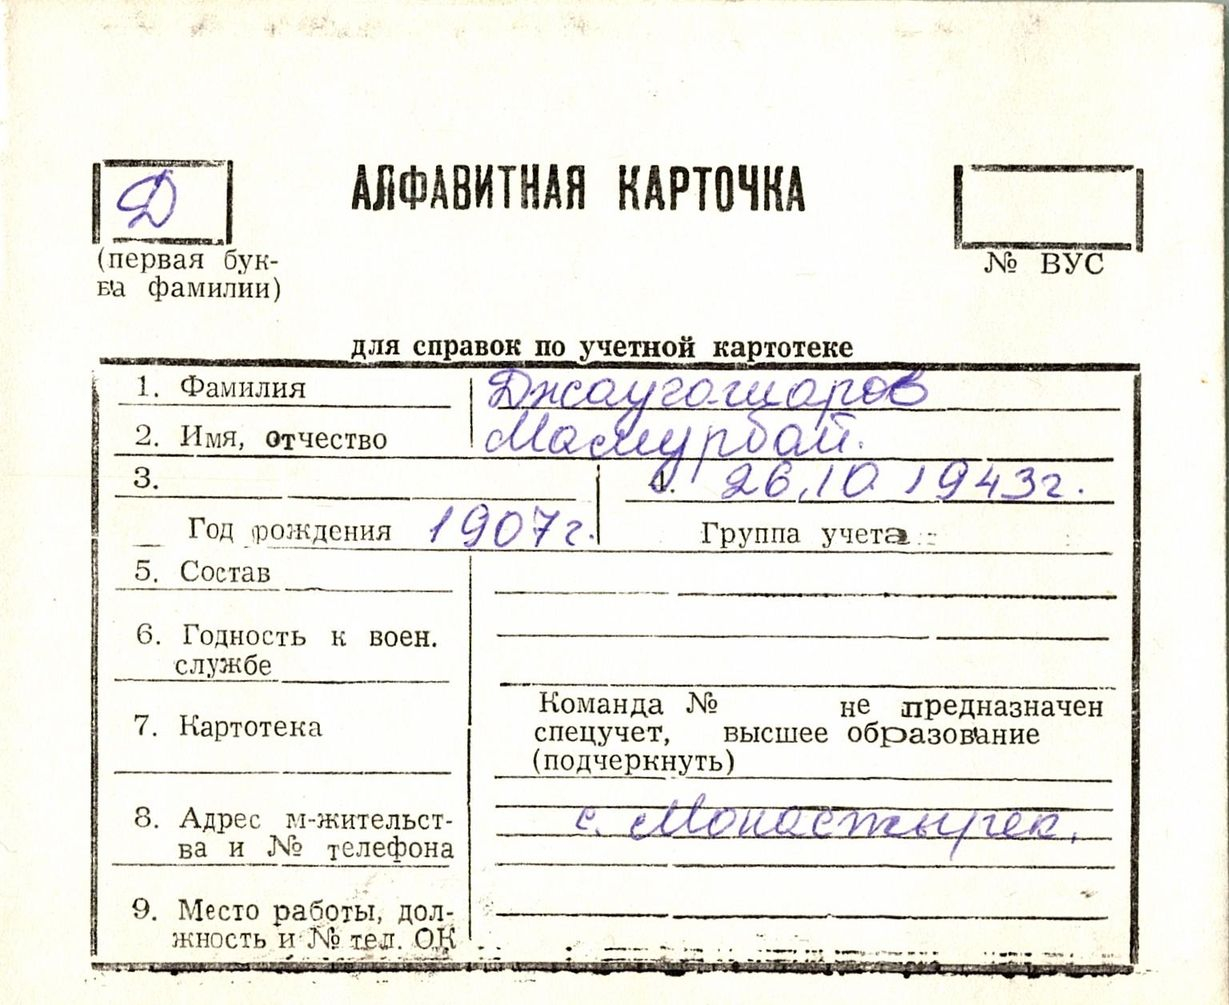 Д
АЛФАВИТНАЯ КАРТОЧКА
(первая бук-
ва фамилии)
№ ВУС
для справок по учетной картотеке
1. Фамилия Джаугашаров
2. Имя, отчество Масмурбай.
3. 4. 26.10 1943г.
Год рождения 1907г. Группа учета
5. Состав
6. Годность к воен.
службе
Команда № не предназначен
7. Картотека
спецучет, высшее образование
(подчеркнуть)
8. Адрес м-жительст-
ва и № телефона
с. Монастырек.
9. Место работы, дол-
жность и № тел. ОК